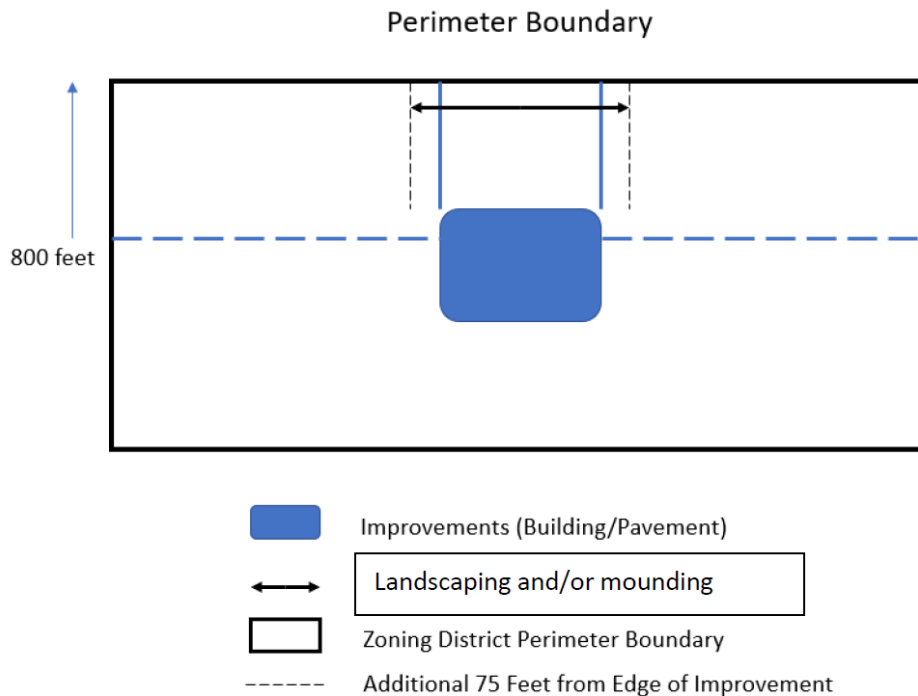 Perimeter Boundary
800 feet
Improvements (Building/Pavement)
Landscaping and/or mounding
Zoning District Perimeter Boundary
Additional 75 Feet from Edge of Improvement